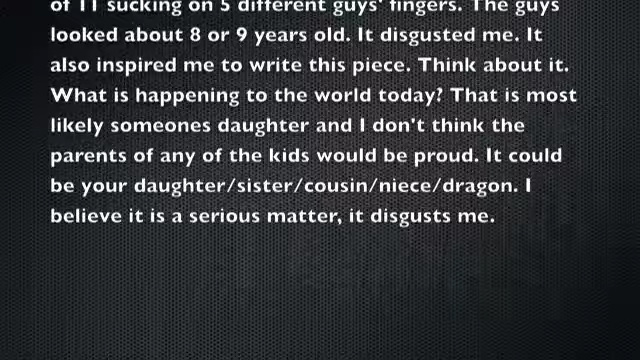 of 11 sucking on 5 different guys' fingers. The guys
looked about 8 or 9 years old. It disgusted me. It
also inspired me to write this piece. Think about it.
What is happening to the world today? That is most
likely someones daughter and I don't think the
parents of any of the kids would be proud. It could
be your daughter/sister/cousin/niece/dragon. I
believe it is a serious matter, it disgusts me.